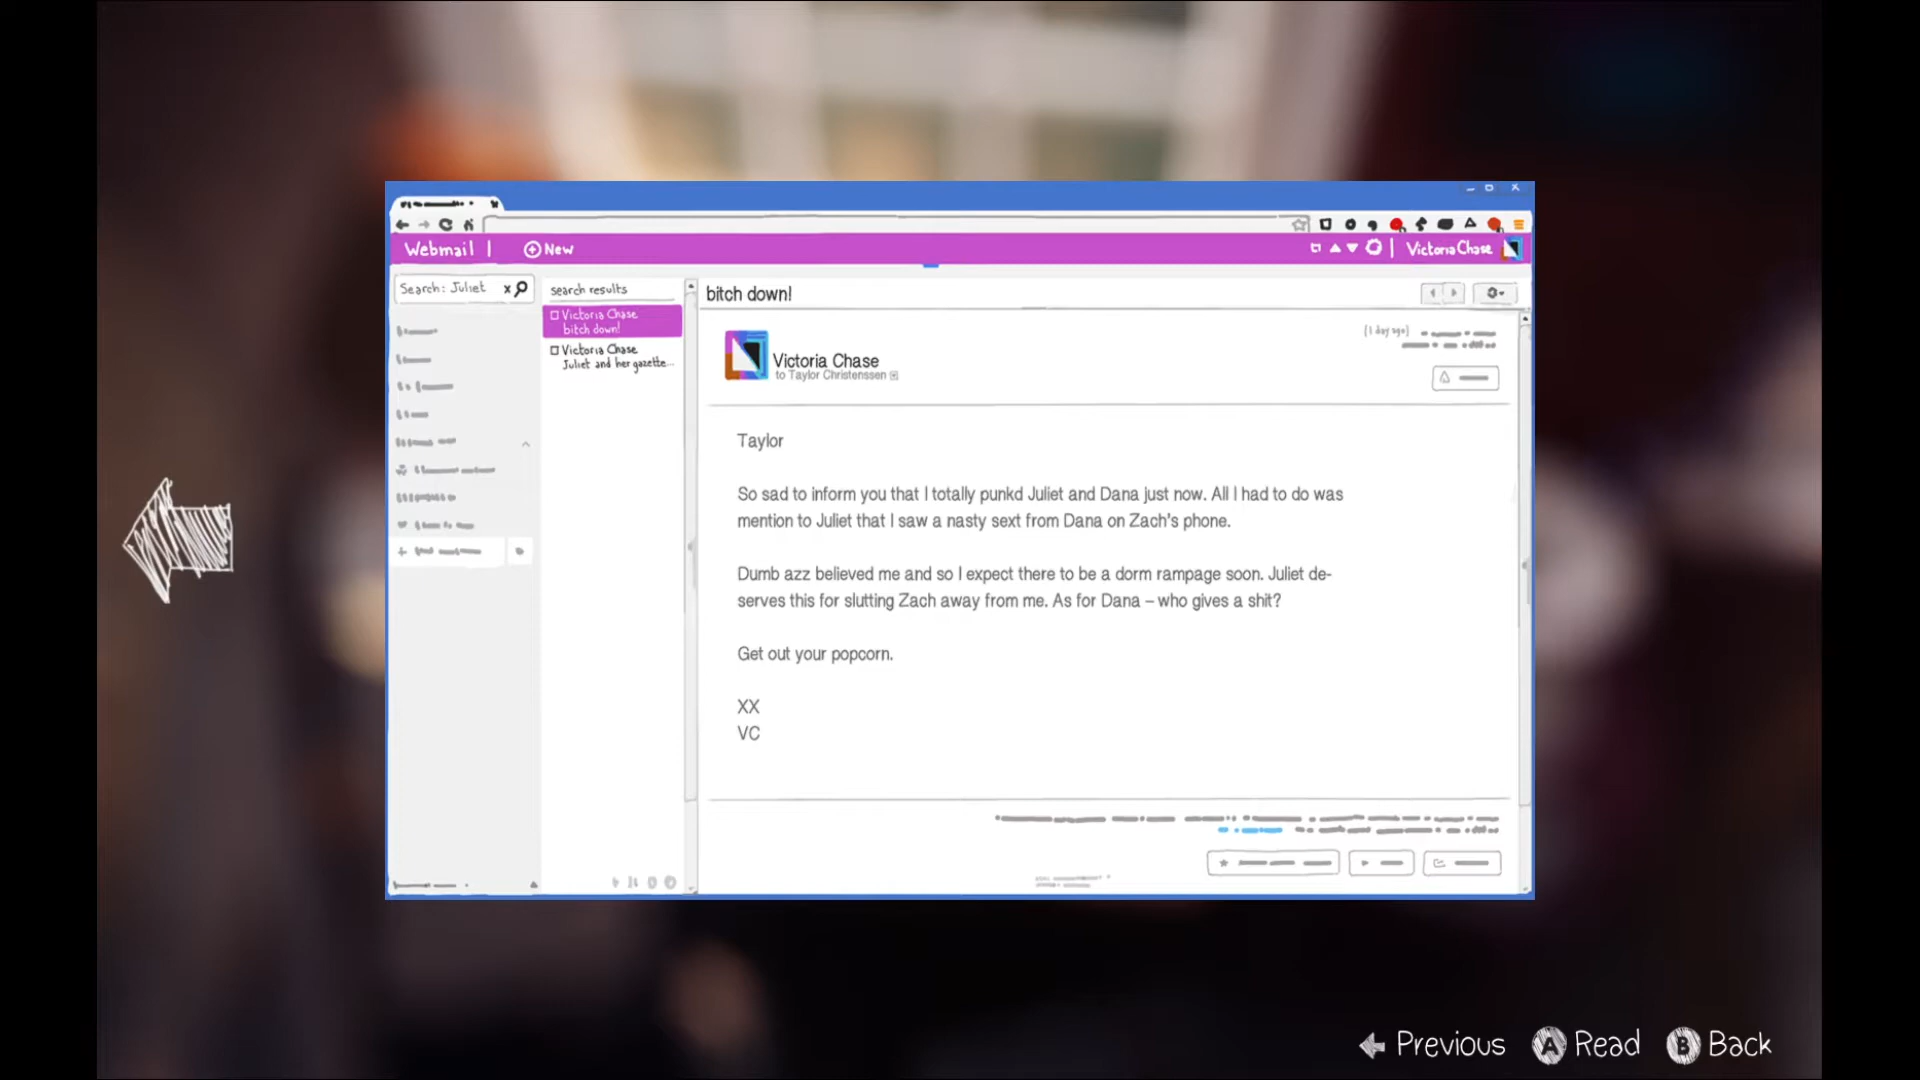 Webmail | New
Victoria Chase
Search: Juliet x
search results
Victoria Chase
bitch down!
Victoria Chase
Juliet and her gazette...
bitch down!
(1 day ago)
Victoria Chase
to Taylor Christenssen
Taylor
So sad to inform you that I totally punkd Juliet and Dana just now. All I had to do was
mention to Juliet that I saw a nasty sext from Dana on Zach's phone.
Dumb azz believed me and so I expect there to be a dorm rampage soon. Juliet de-
serves this for slutting Zach away from me. As for Dana – who gives a shit?
Get out your popcorn.
XX
VC
Previous A Read B Back